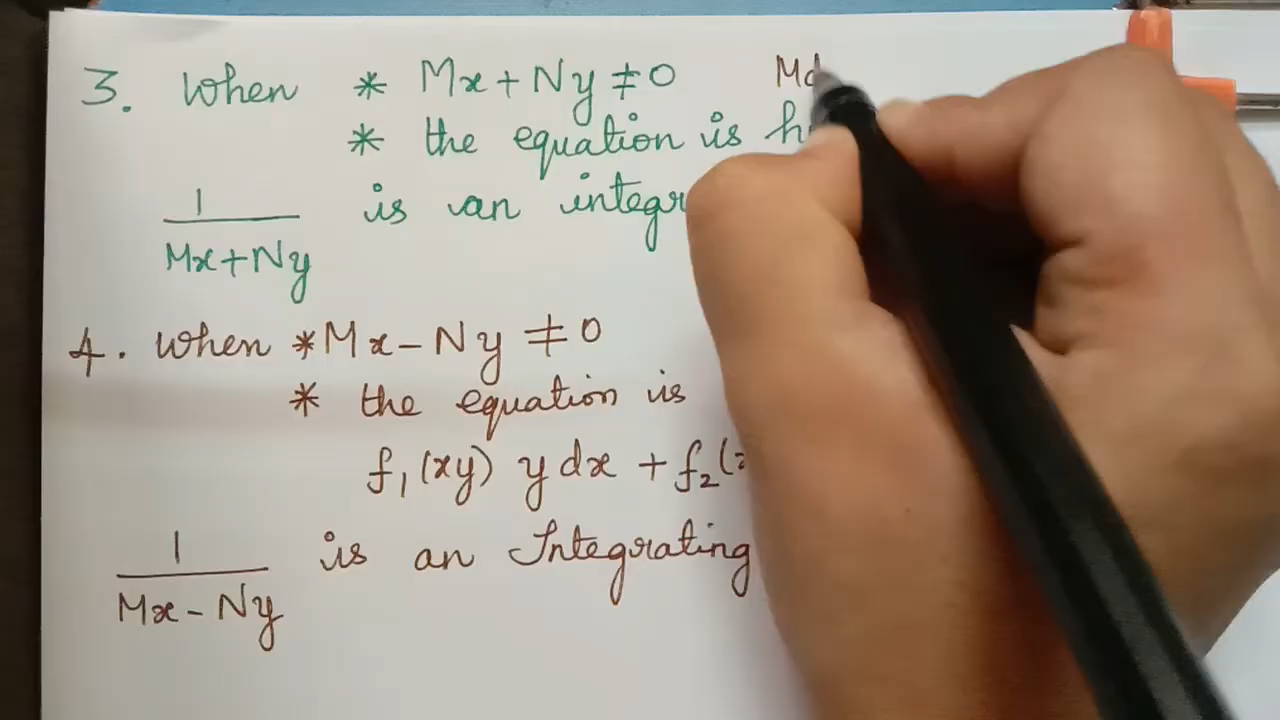 3. When * Mx + Ny ≠ 0 Md
* the equation is
1
Mx + Ny
is an
4. When * Mx - Ny ≠ 0
* the equation is
f₁(xy) y dx + f₂(
1
Mx - Ny
is an Integrating